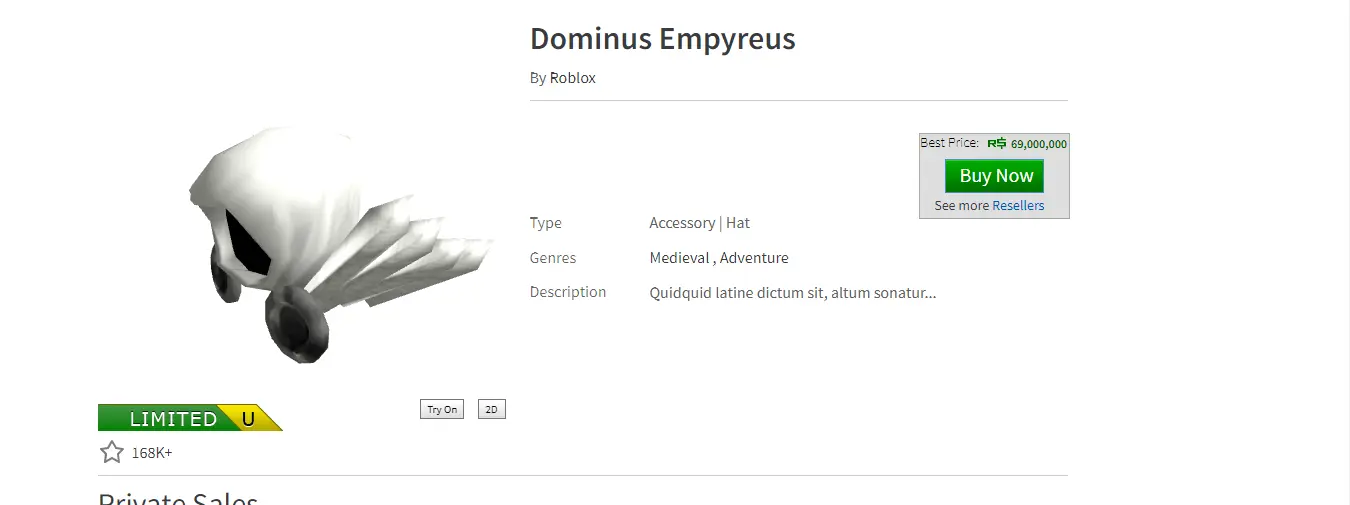 Dominus Empyreus
By Roblox
Best Price: R$ 69,000,000
Buy Now
See more Resellers
Type Accessory | Hat
Genres Medieval , Adventure
Description Quidquid latine dictum sit, altum sonatur...
LIMITED U
Try On 2D
168K+
Private Sales